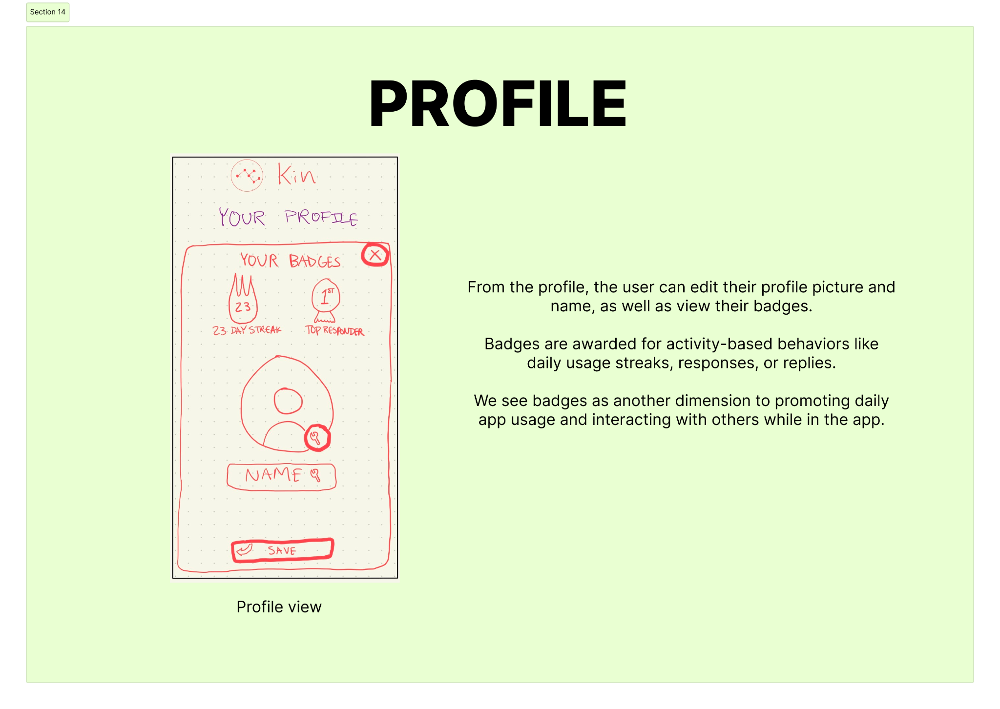 Section 14
PROFILE
Kin
YOUR PROFILE
YOUR BADGES
23
1ST
23 DAY STREAK
TOP RESPONDER
NAME
SAVE
Profile view
From the profile, the user can edit their profile picture and
name, as well as view their badges.
Badges are awarded for activity-based behaviors like
daily usage streaks, responses, or replies.
We see badges as another dimension to promoting daily
app usage and interacting with others while in the app.